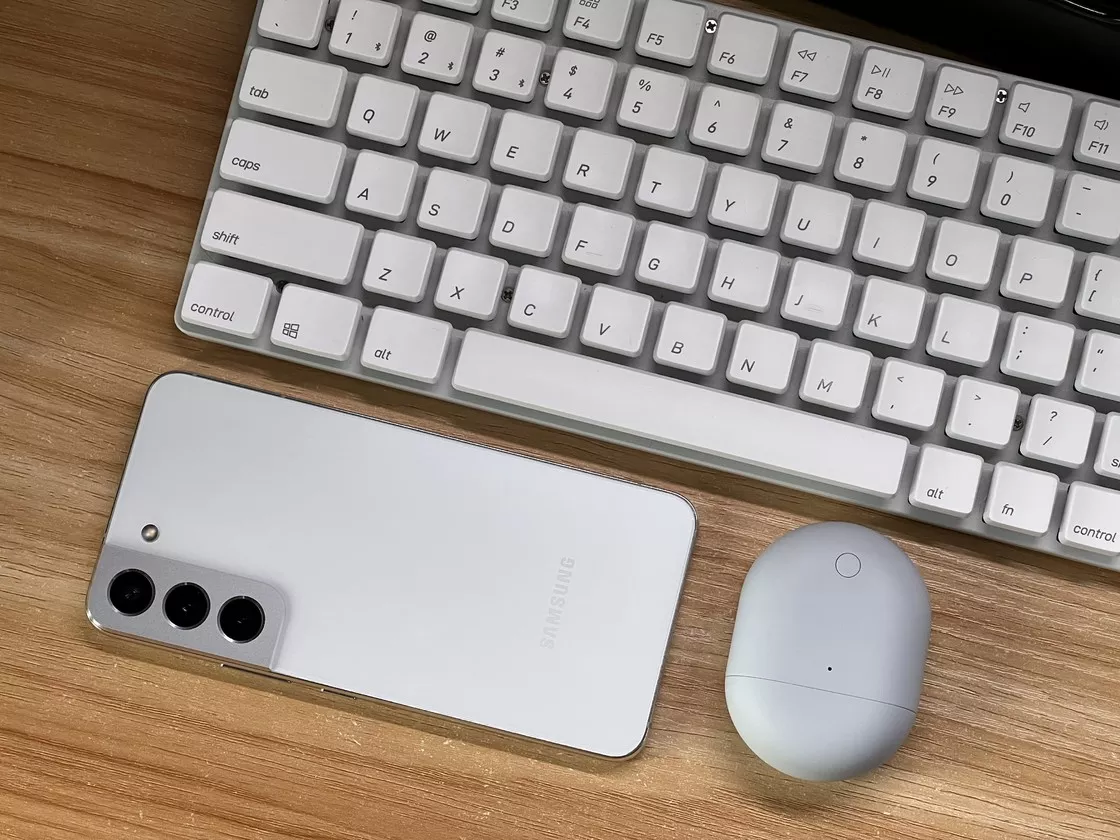 F3
F4
F5
F6
◁◁ F7
▷II F8
▷▷ F9
F10
F11
`
! 1
@ 2
# 3
$ 4
% 5
^ 6
& 7
* 8
( 9
) 0
_ -
tab
Q
W
E
R
T
Y
U
I
O
P
{ [
caps
A
S
D
F
G
H
J
K
L
: ;
"
shift
Z
X
C
V
B
N
M
< ,
> .
? /
control
alt
alt
fn
control
SAMSUNG